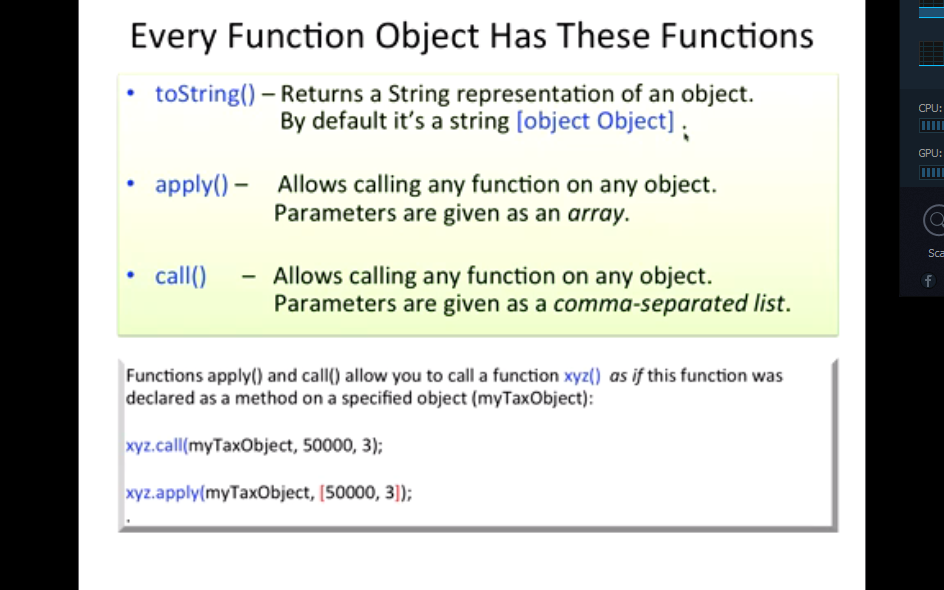 Every Function Object Has These Functions
• toString() – Returns a String representation of an object.
By default it's a string [object Object] .
• apply() – Allows calling any function on any object.
Parameters are given as an array.
• call() – Allows calling any function on any object.
Parameters are given as a comma-separated list.
Functions apply() and call() allow you to call a function xyz() as if this function was
declared as a method on a specified object (myTaxObject):
xyz.call(myTaxObject, 50000, 3);
xyz.apply(myTaxObject, [50000, 3]);
.
CPU:
GPU:
Sca
f